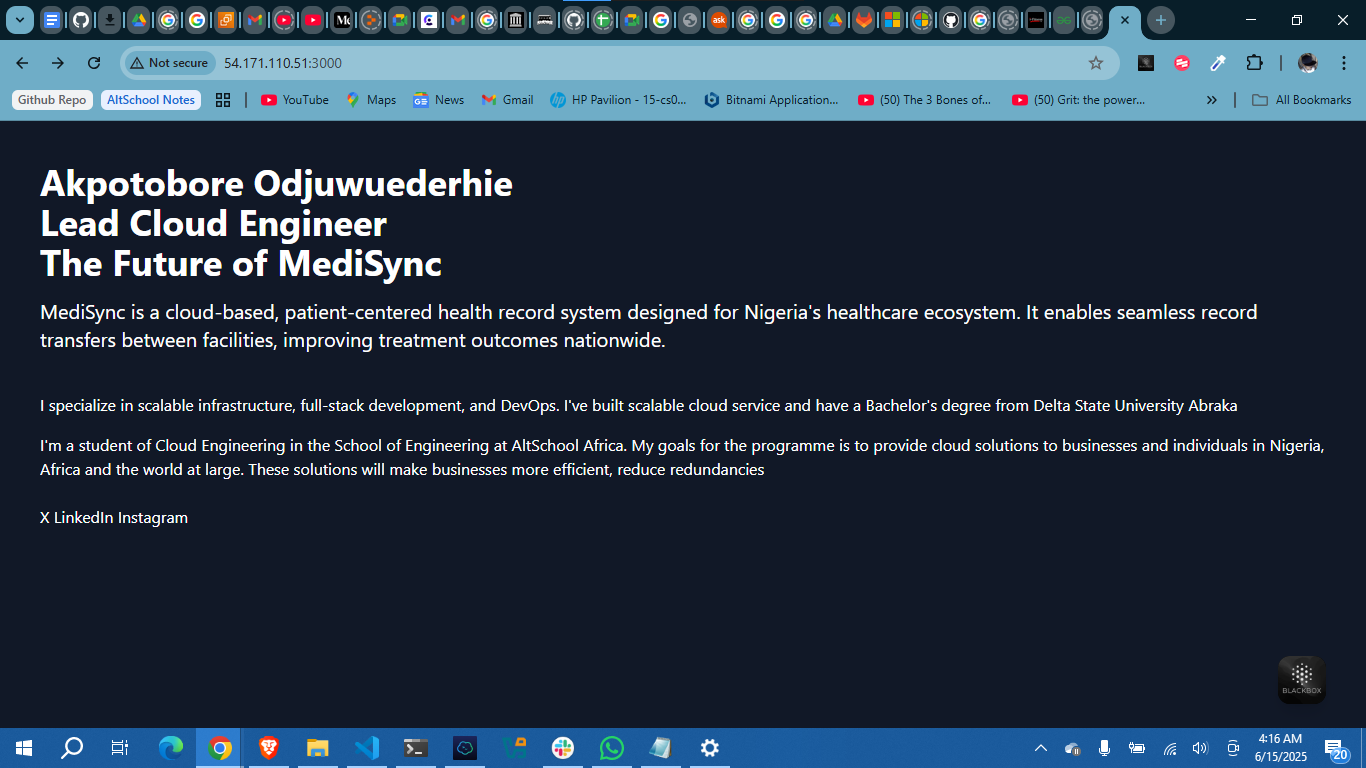 Not secure
54.171.110.51:3000
Github Repo
AltSchool Notes
YouTube
Maps
News
Gmail
HP Pavilion - 15-cs0...
Bitnami Application...
(50) The 3 Bones of...
(50) Grit: the power...
All Bookmarks
Akpotobore Odjuwuederhie
Lead Cloud Engineer
The Future of MediSync
MediSync is a cloud-based, patient-centered health record system designed for Nigeria's healthcare ecosystem. It enables seamless record
transfers between facilities, improving treatment outcomes nationwide.
I specialize in scalable infrastructure, full-stack development, and DevOps. I've built scalable cloud service and have a Bachelor's degree from Delta State University Abraka
I'm a student of Cloud Engineering in the School of Engineering at AltSchool Africa. My goals for the programme is to provide cloud solutions to businesses and individuals in Nigeria,
Africa and the world at large. These solutions will make businesses more efficient, reduce redundancies
X LinkedIn Instagram
BLACKBOX
4:16 AM
6/15/2025
20